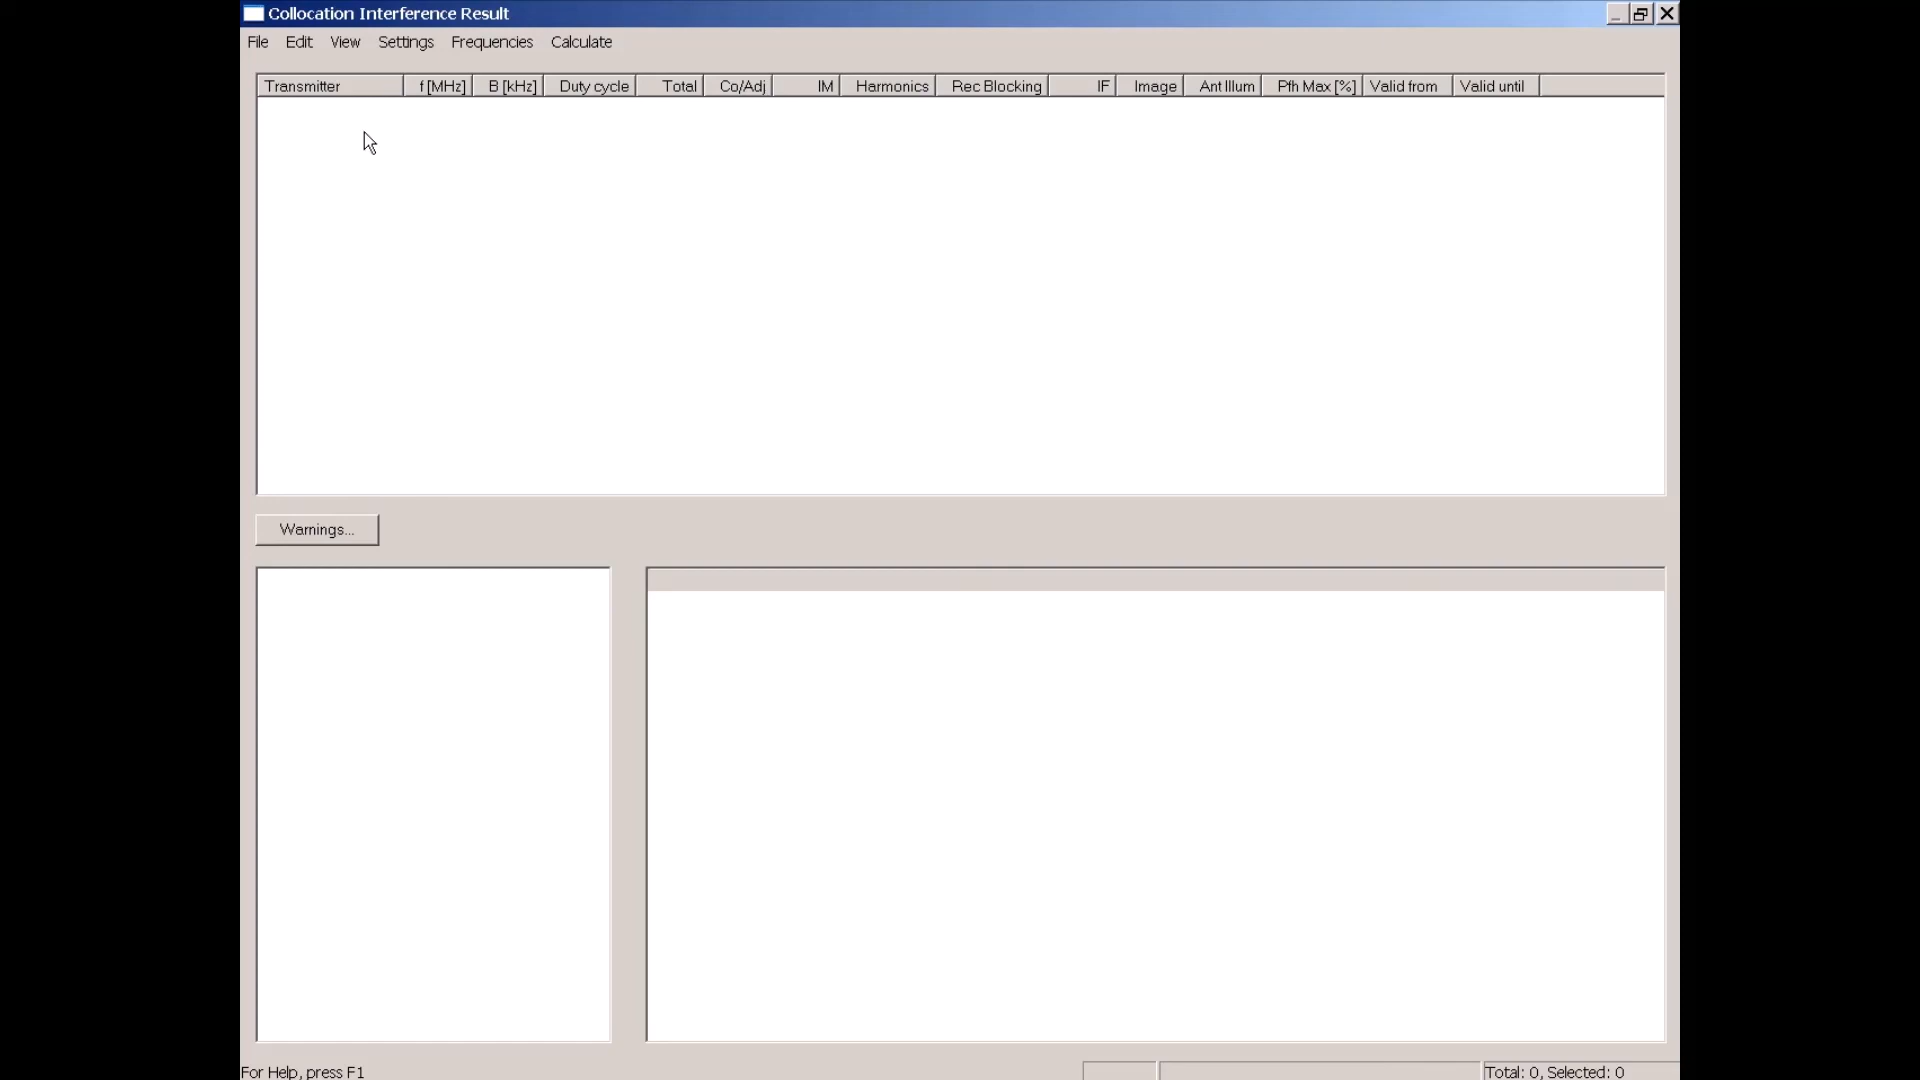 Collocation Interference Result
File Edit View Settings Frequencies Calculate
Transmitter f [MHz] B [kHz] Duty cycle Total Co/Adj IM Harmonics Rec Blocking IF Image Ant Illum Pfh Max [%] Valid from Valid until
Warnings...
For Help, press F1 Total: 0, Selected: 0